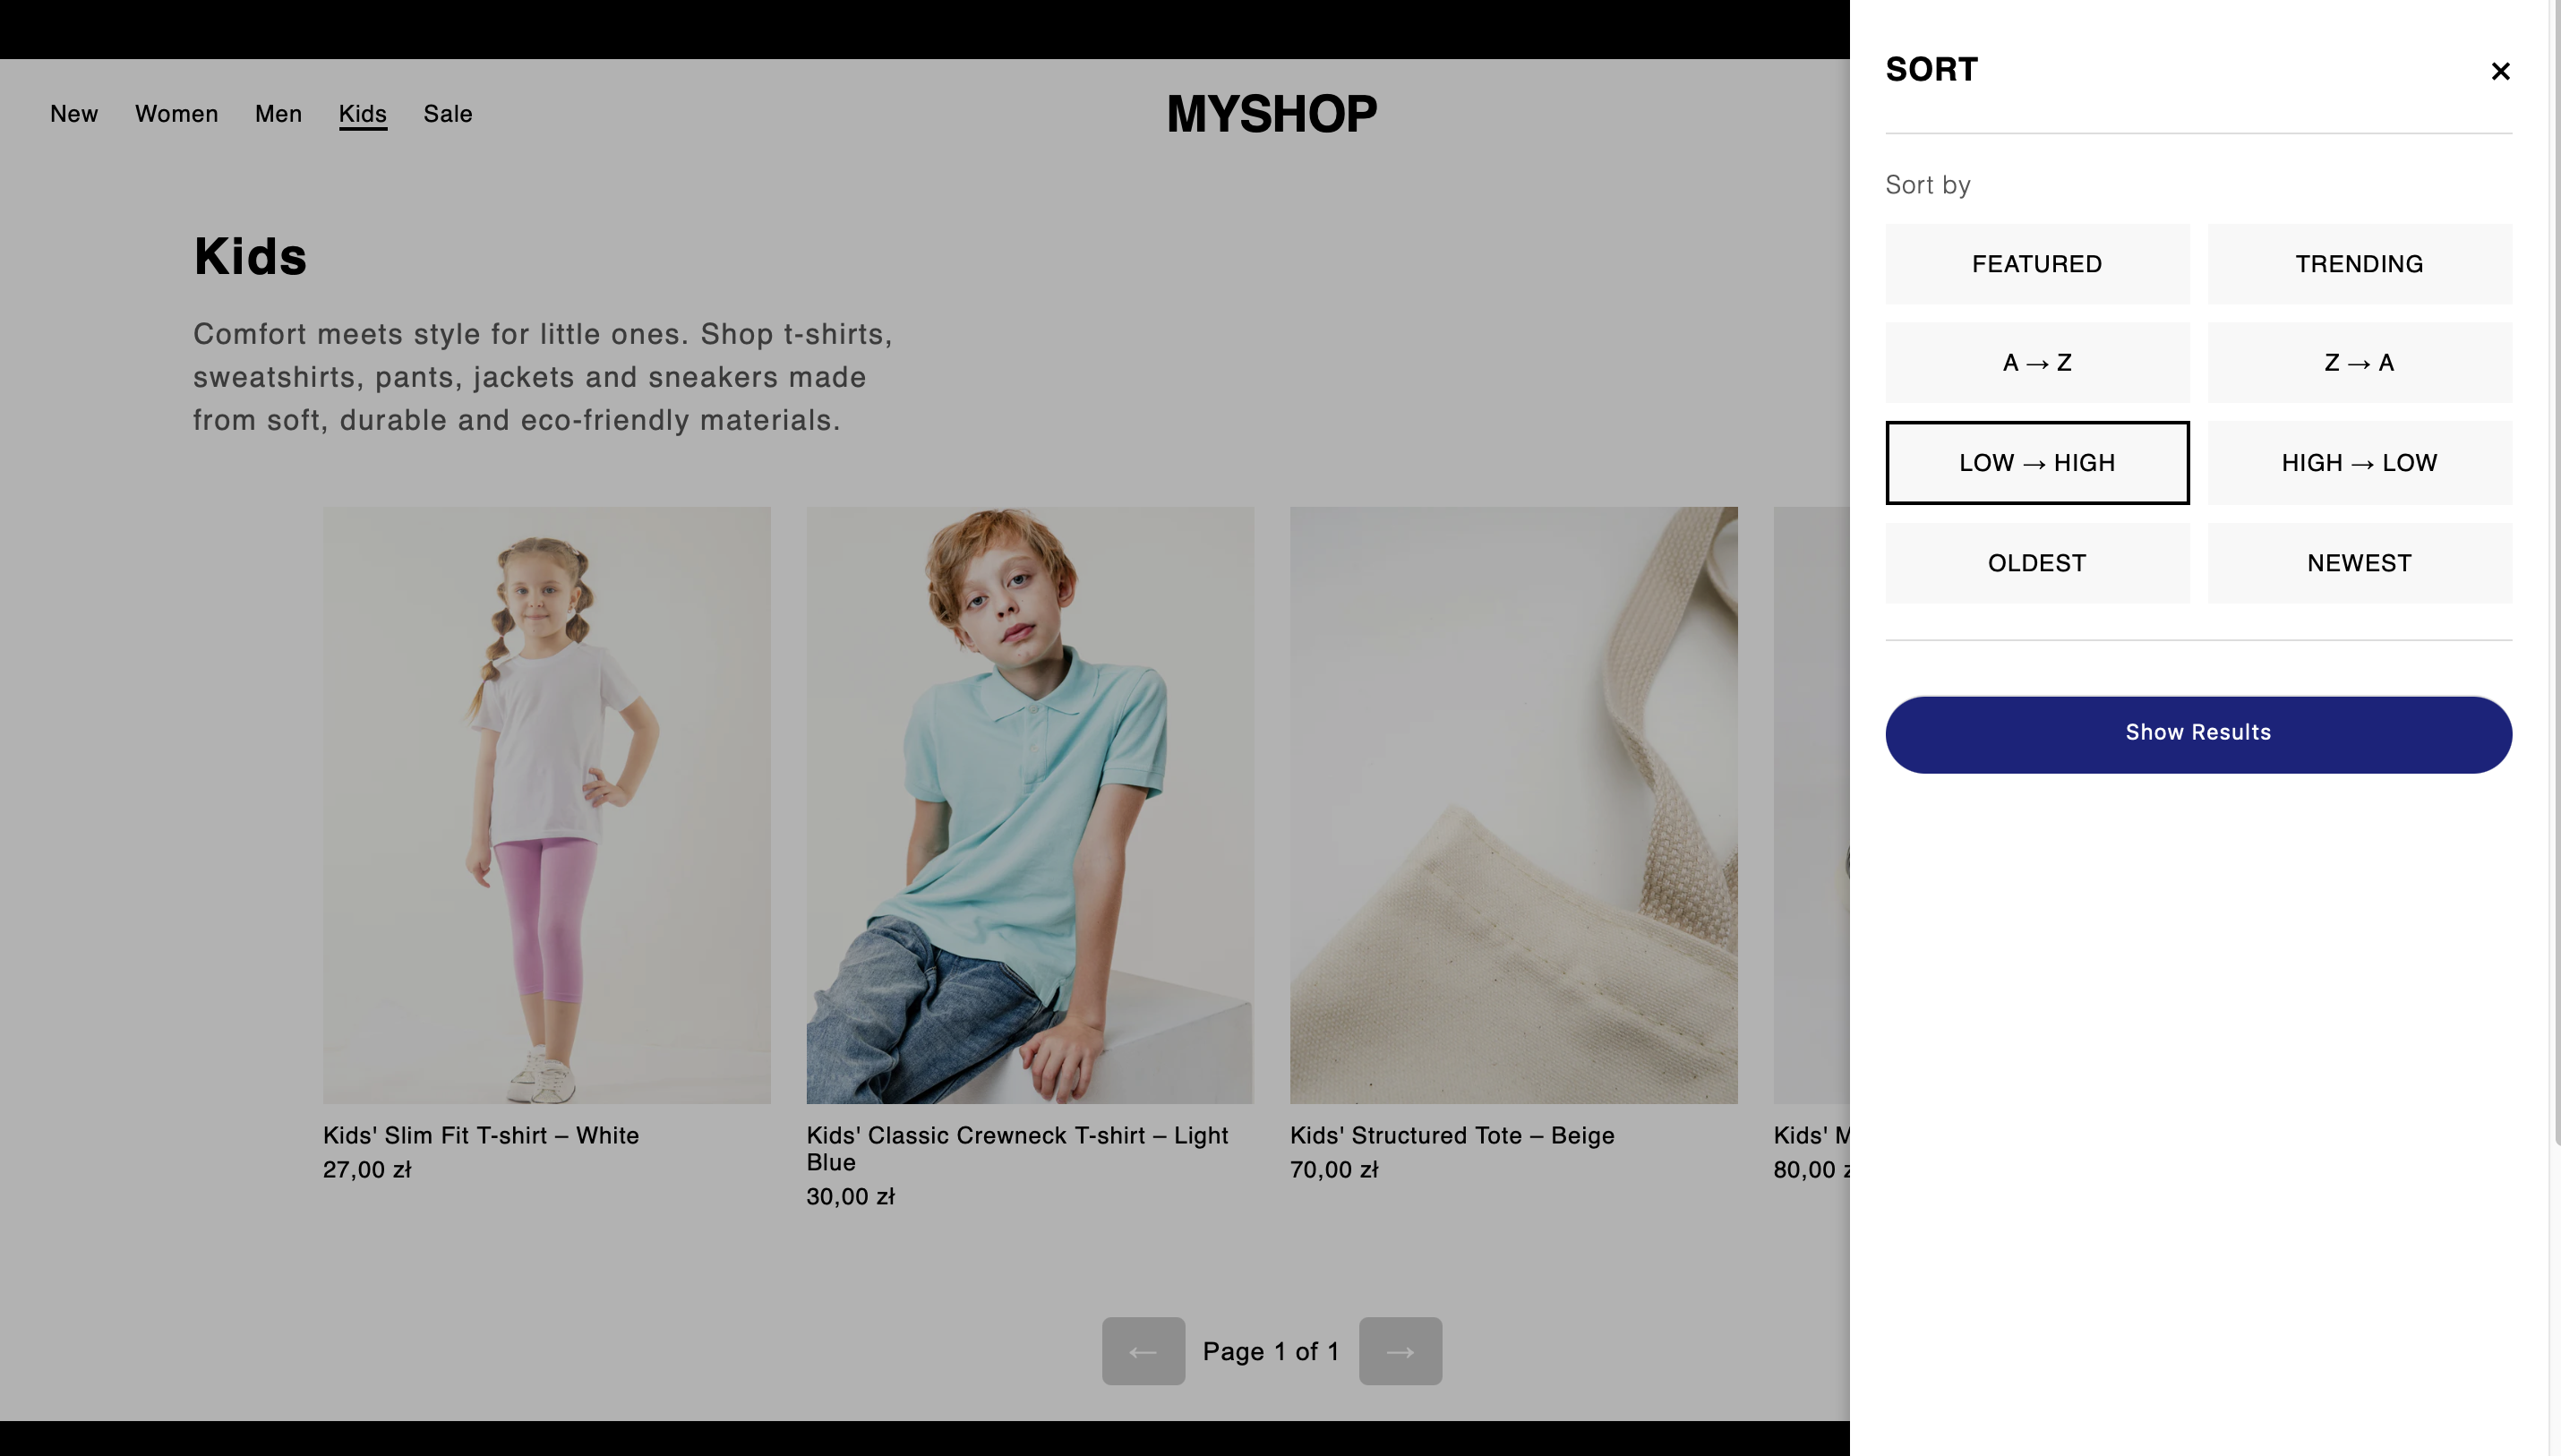 New Women Men Kids Sale
MYSHOP
Kids
Comfort meets style for little ones. Shop t-shirts,
sweatshirts, pants, jackets and sneakers made
from soft, durable and eco-friendly materials.
Kids' Slim Fit T-shirt – White
27,00 zł
Kids' Classic Crewneck T-shirt – Light
Blue
30,00 zł
Kids' Structured Tote – Beige
70,00 zł
Kids'
80,00
← Page 1 of 1 →
SORT
×
Sort by
FEATURED
TRENDING
A → Z
Z → A
LOW → HIGH
HIGH → LOW
OLDEST
NEWEST
Show Results